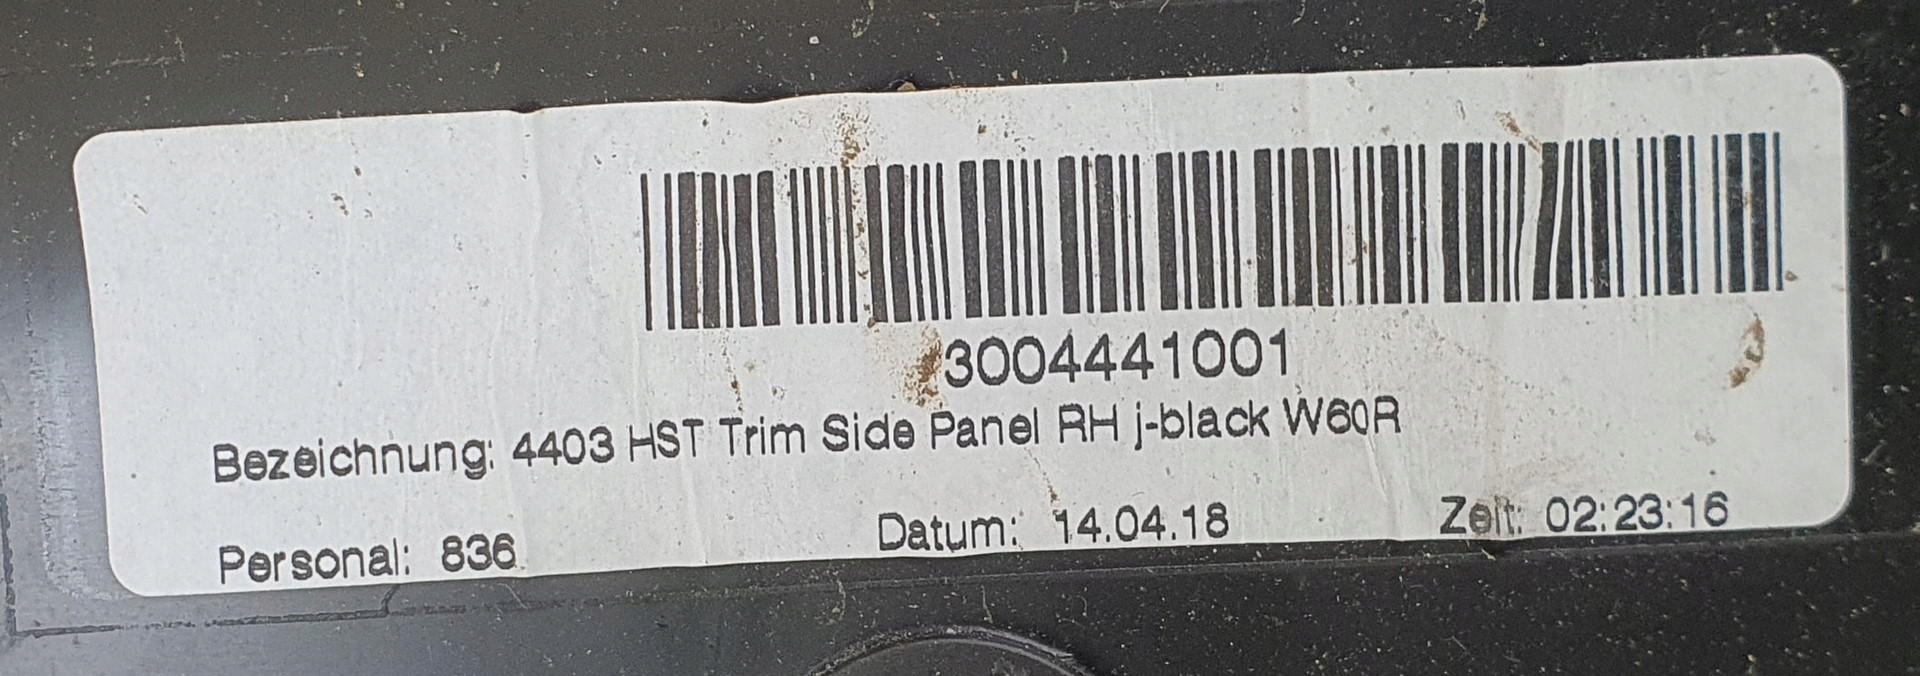 3004441001
Bezeichnung: 4403 HST Trim Side Panel RH j-black W60R
Personal: 836 Datum: 14.04.18 Zeit: 02:23:16